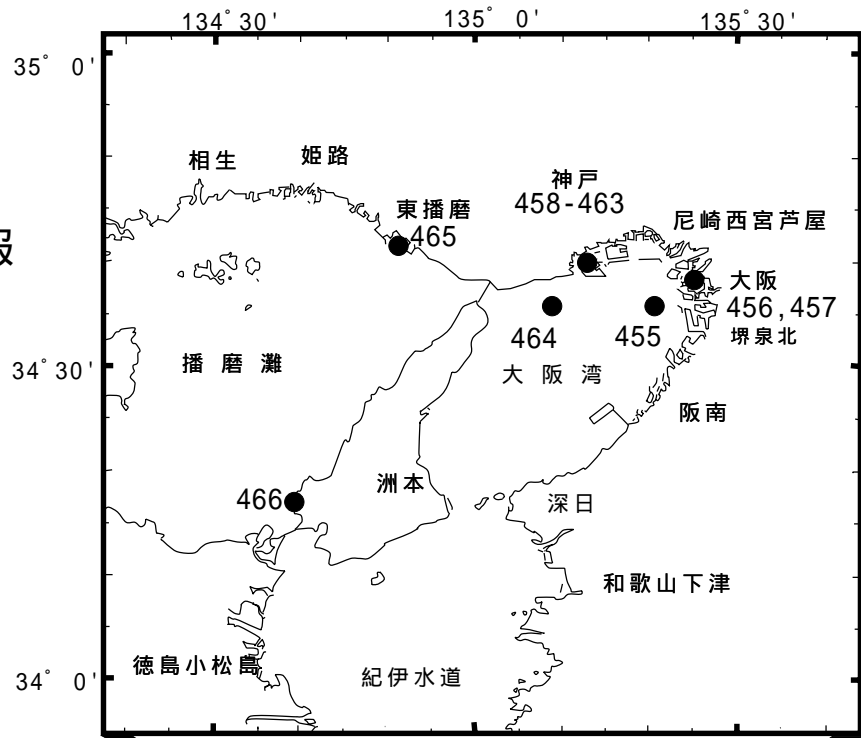 134°30' 135°0' 135°30'
35°0'
相生
姫路
神戸
458-463
東播磨
465
尼崎西宮芦屋
報
大阪
456,457
464
455
堺泉北
播磨灘
34°30'
大阪湾
阪南
洲本
466
深日
和歌山下津
徳島小松島
紀伊水道
34°0'